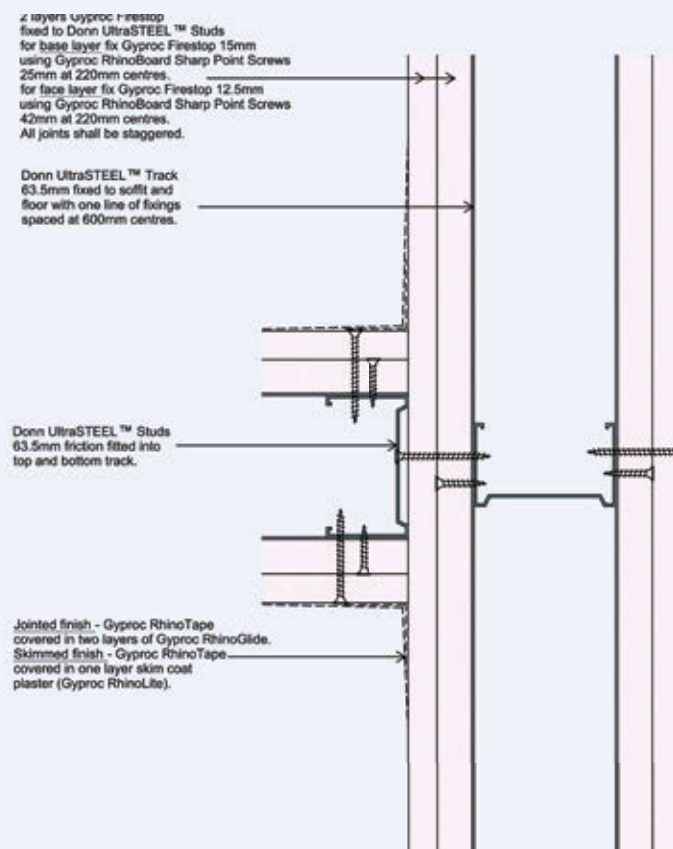 2 layers Gyproc Firestop
fixed to Donn UltraSTEEL™ Studs
for base layer fix Gyproc Firestop 15mm
using Gyproc RhinoBoard Sharp Point Screws
25mm at 220mm centres.
for face layer fix Gyproc Firestop 12.5mm
using Gyproc RhinoBoard Sharp Point Screws
42mm at 220mm centres.
All joints shall be staggered.
Donn UltraSTEEL™ Track
63.5mm fixed to soffit and
floor with one line of fixings
spaced at 600mm centres.
Donn UltraSTEEL™ Studs
63.5mm friction fitted into
top and bottom track.
Jointed finish - Gyproc RhinoTape
covered in two layers of Gyproc RhinoGlide.
Skimmed finish - Gyproc RhinoTape
covered in one layer skim coat
plaster (Gyproc RhinoLite).